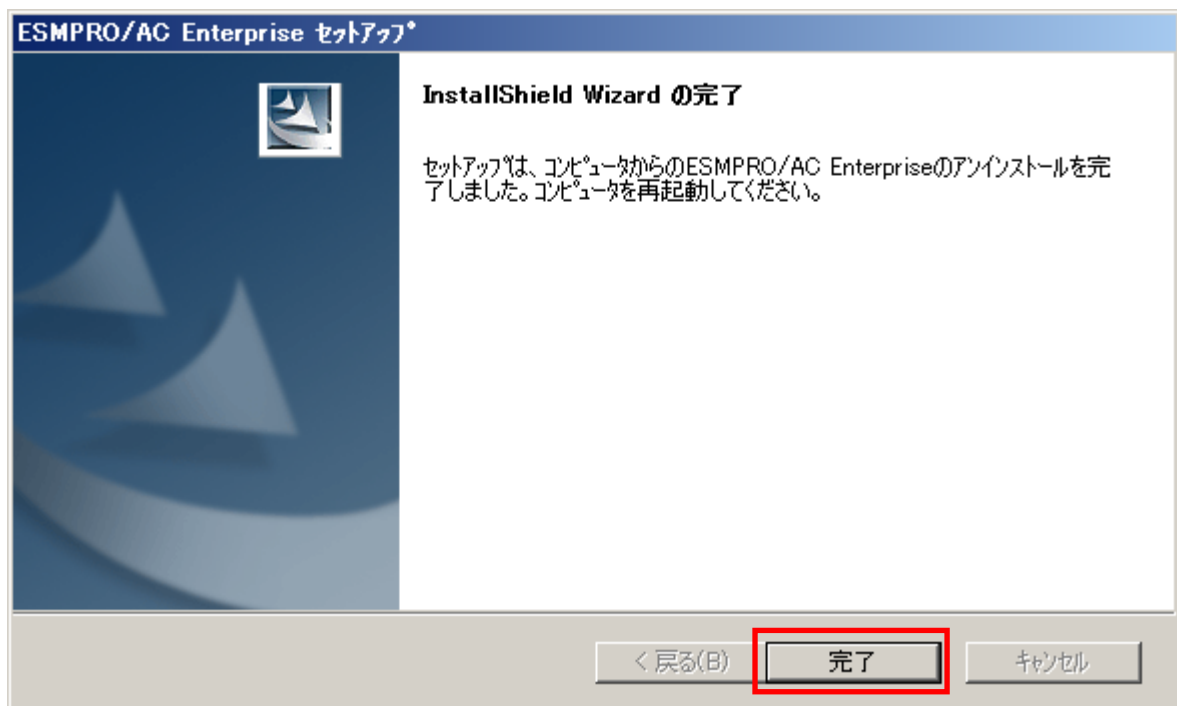 ESMPRO/AC Enterprise ｾｯﾄｱｯﾌﾟ
InstallShield Wizard の完了
ｾｯﾄｱｯﾌﾟは、ｺﾝﾋﾟｭｰﾀからのESMPRO/AC Enterpriseのｱﾝｲﾝｽﾄｰﾙを完
了しました。ｺﾝﾋﾟｭｰﾀを再起動してください。
< 戻る(B)
完了
ｷｬﾝｾﾙ